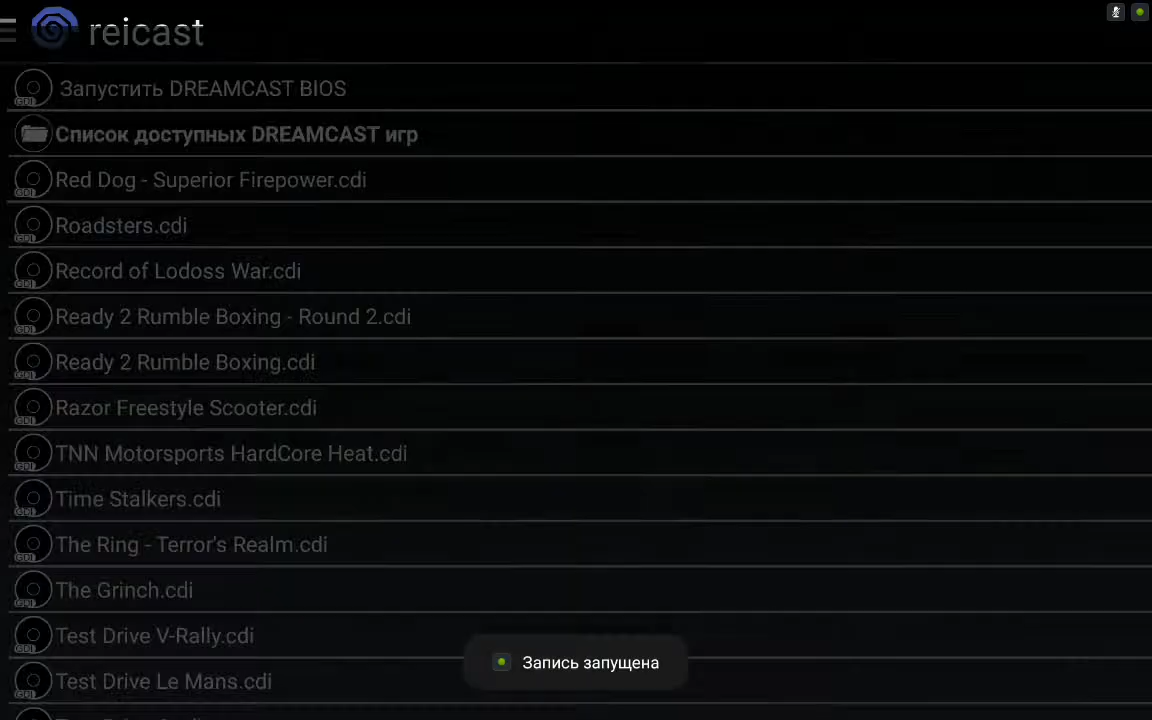 reicast
Запустить DREAMCAST BIOS
Список доступных DREAMCAST игр
Red Dog - Superior Firepower.cdi
Roadsters.cdi
Record of Lodoss War.cdi
Ready 2 Rumble Boxing - Round 2.cdi
Ready 2 Rumble Boxing.cdi
Razor Freestyle Scooter.cdi
TNN Motorsports HardCore Heat.cdi
Time Stalkers.cdi
The Ring - Terror's Realm.cdi
The Grinch.cdi
Test Drive V-Rally.cdi
Запись запущена
Test Drive Le Mans.cdi